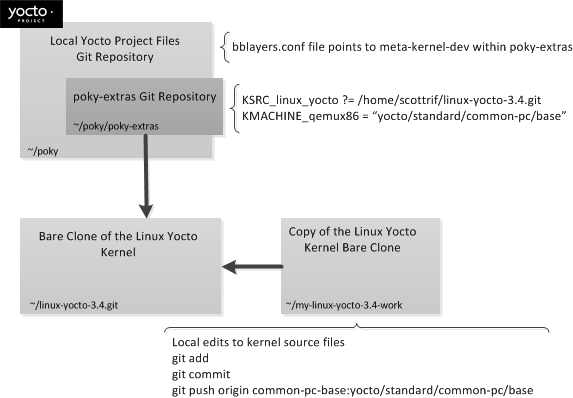 yocto
PROJECT
Local Yocto Project Files
Git Repository
bblayers.conf file points to meta-kernel-dev within poky-extras
poky-extras Git Repository
~/poky/poky-extras
KSRC_linux_yocto ?= /home/scottrif/linux-yocto-3.4.git
KMACHINE_qemux86 = “yocto/standard/common-pc/base”
~/poky
Bare Clone of the Linux Yocto
Kernel
~/linux-yocto-3.4.git
Copy of the Linux Yocto
Kernel Bare Clone
~/my-linux-yocto-3.4-work
Local edits to kernel source files
git add
git commit
git push origin common-pc-base:yocto/standard/common-pc/base